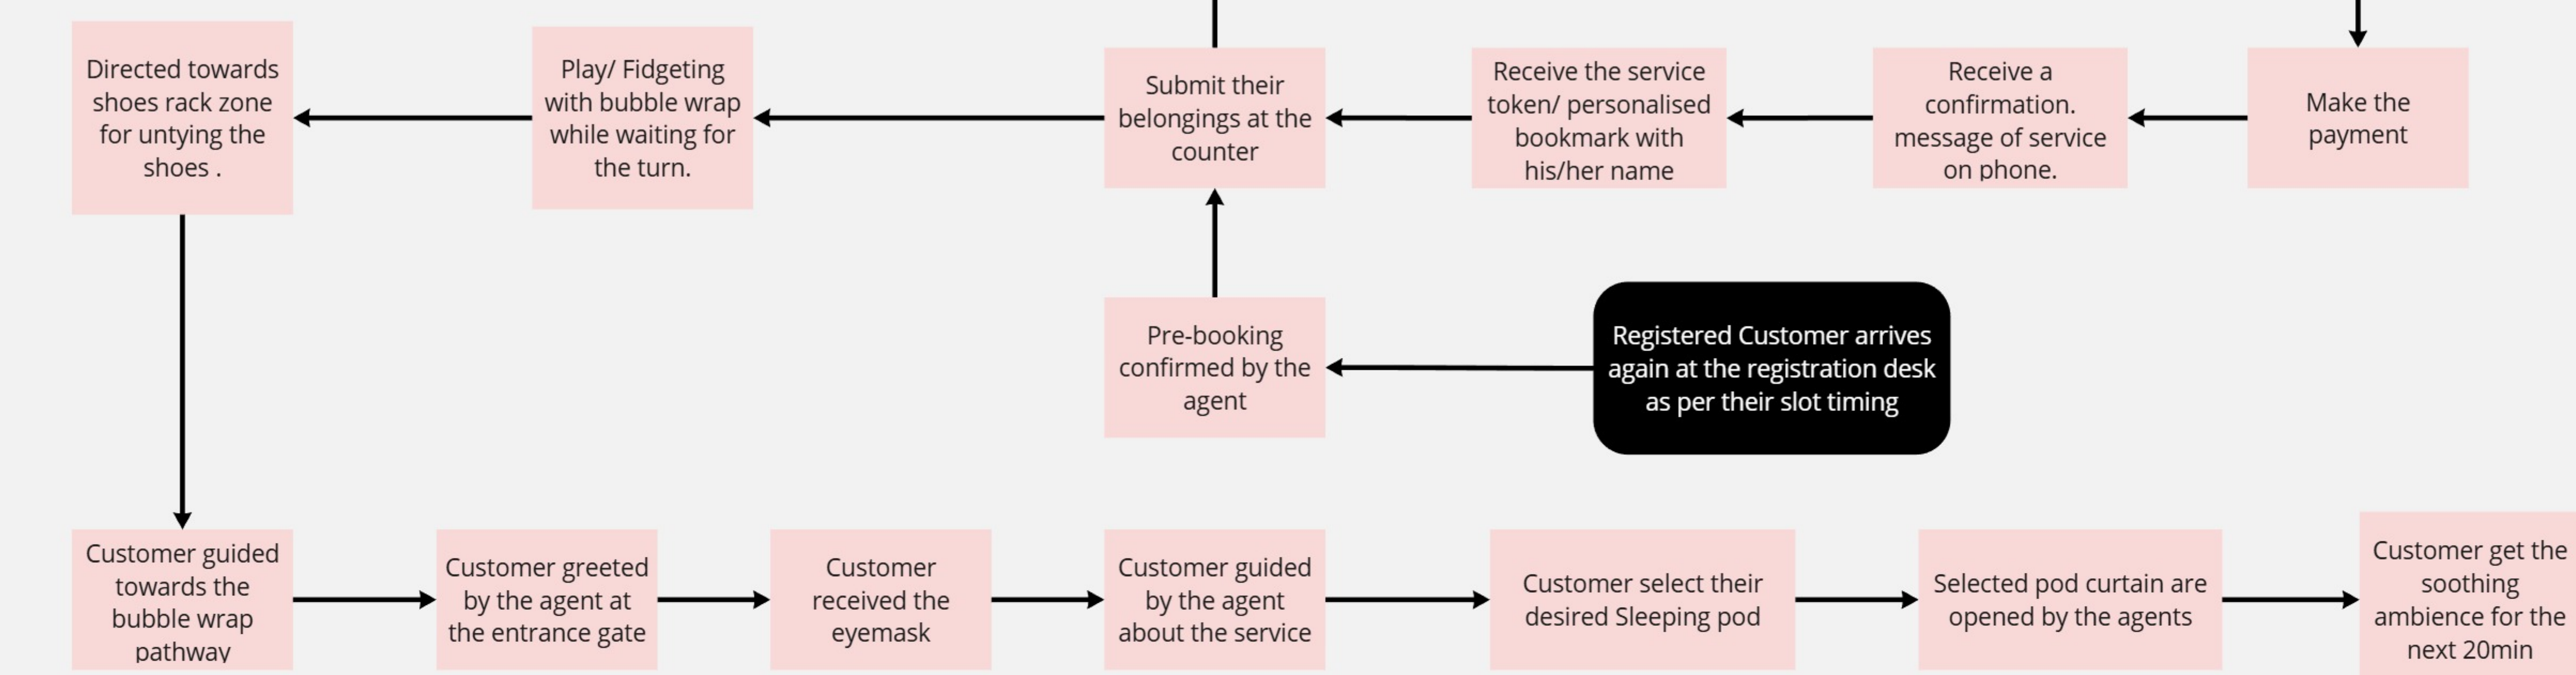 Directed towards
shoes rack zone
for untying the
shoes .
Play/ Fidgeting
with bubble wrap
while waiting for
the turn.
Submit their
belongings at the
counter
Receive the service
token/ personalised
bookmark with
his/her name
Receive a
confirmation.
message of service
on phone.
Make the
payment
Pre-booking
confirmed by the
agent
Registered Customer arrives
again at the registration desk
as per their slot timing
Customer guided
towards the
bubble wrap
pathway
Customer greeted
by the agent at
the entrance gate
Customer
received the
eyemask
Customer guided
by the agent
about the service
Customer select their
desired Sleeping pod
Selected pod curtain are
opened by the agents
Customer get the
soothing
ambience for the
next 20min